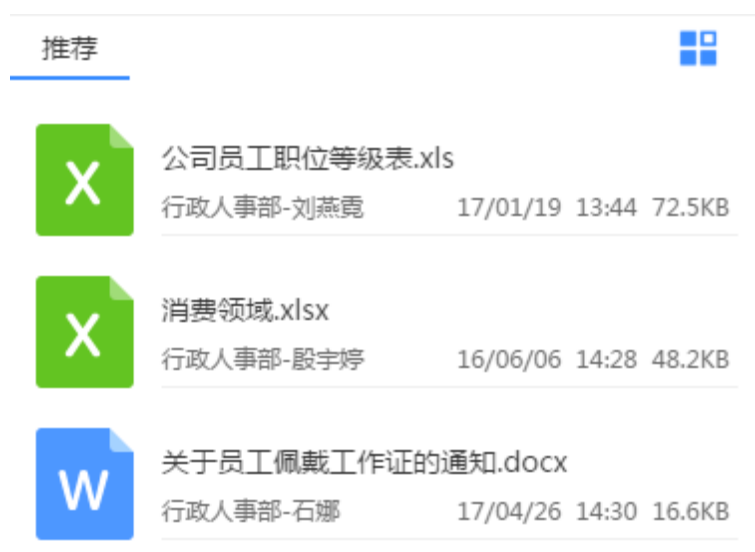 推荐
X
公司员工职位等级表.xls
行政人事部-刘燕霓 17/01/19 13:44 72.5KB
X
消费领域.xlsx
行政人事部-殷宇婷 16/06/06 14:28 48.2KB
W
关于员工佩戴工作证的通知.docx
行政人事部-石娜 17/04/26 14:30 16.6KB